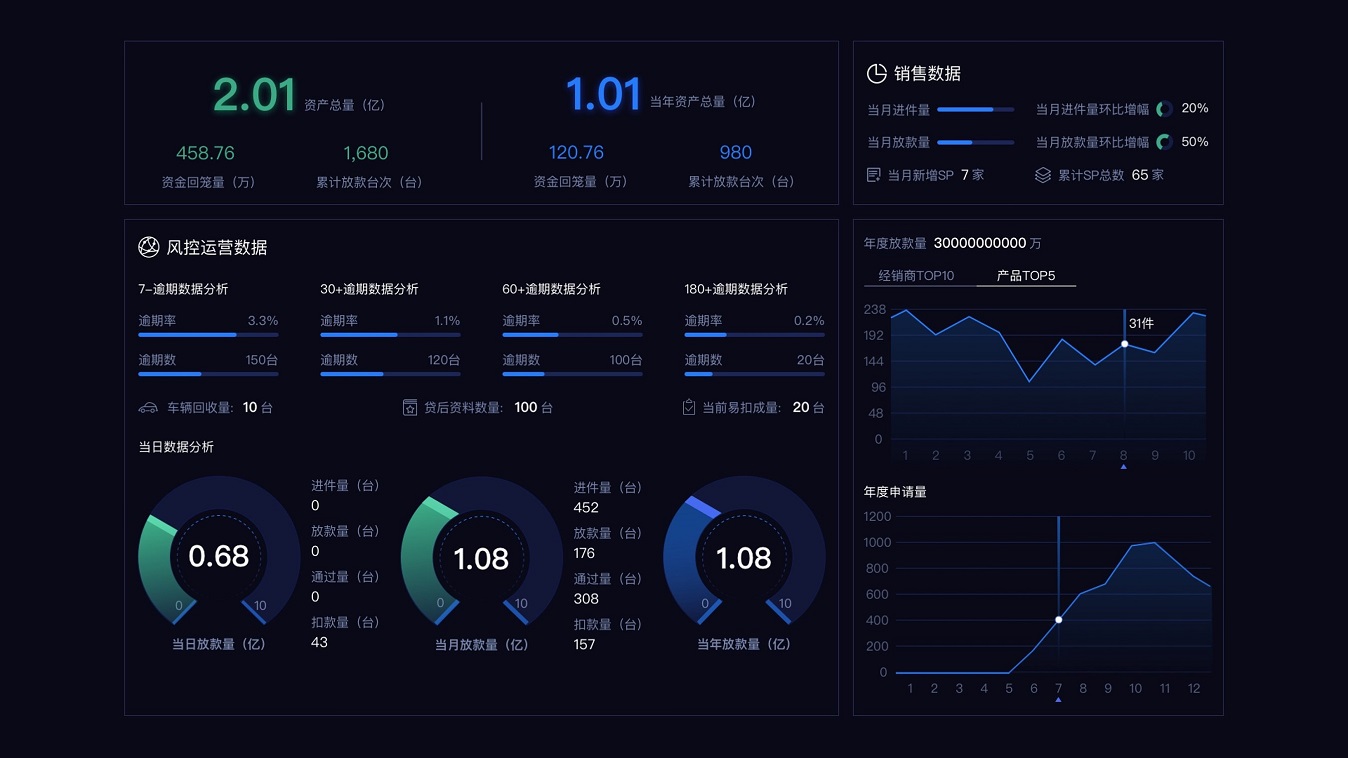 2.01 资产总量（亿）
458.76 1,680
资金回笼量（万） 累计放款台次（台）
1.01 当年资产总量（亿）
120.76 980
资金回笼量（万） 累计放款台次（台）
销售数据
当月进件量 当月进件量环比增幅 20%
当月放款量 当月放款量环比增幅 50%
当月新增SP 7 家 累计SP总数 65 家
风控运营数据
7-逾期数据分析 30+逾期数据分析 60+逾期数据分析 180+逾期数据分析
逾期率 3.3% 逾期率 1.1% 逾期率 0.5% 逾期率 0.2%
逾期数 150台 逾期数 120台 逾期数 100台 逾期数 20台
车辆回收量: 10 台 贷后资料数量: 100 台 当前易扣成量: 20 台
当日数据分析
0.68
0 10
当日放款量（亿）
进件量（台）
0
放款量（台）
0
通过量（台）
0
扣款量（台）
43
1.08
0 10
当月放款量（亿）
进件量（台）
452
放款量（台）
176
通过量（台）
308
扣款量（台）
157
1.08
0 10
当年放款量（亿）
年度放款量 30000000000 万
经销商TOP10 产品TOP5
238
192
144
96
48
0
31件
1 2 3 4 5 6 7 8 9 10
年度申请量
1200
1000
800
600
400
200
0
1 2 3 4 5 6 7 8 9 10 11 12